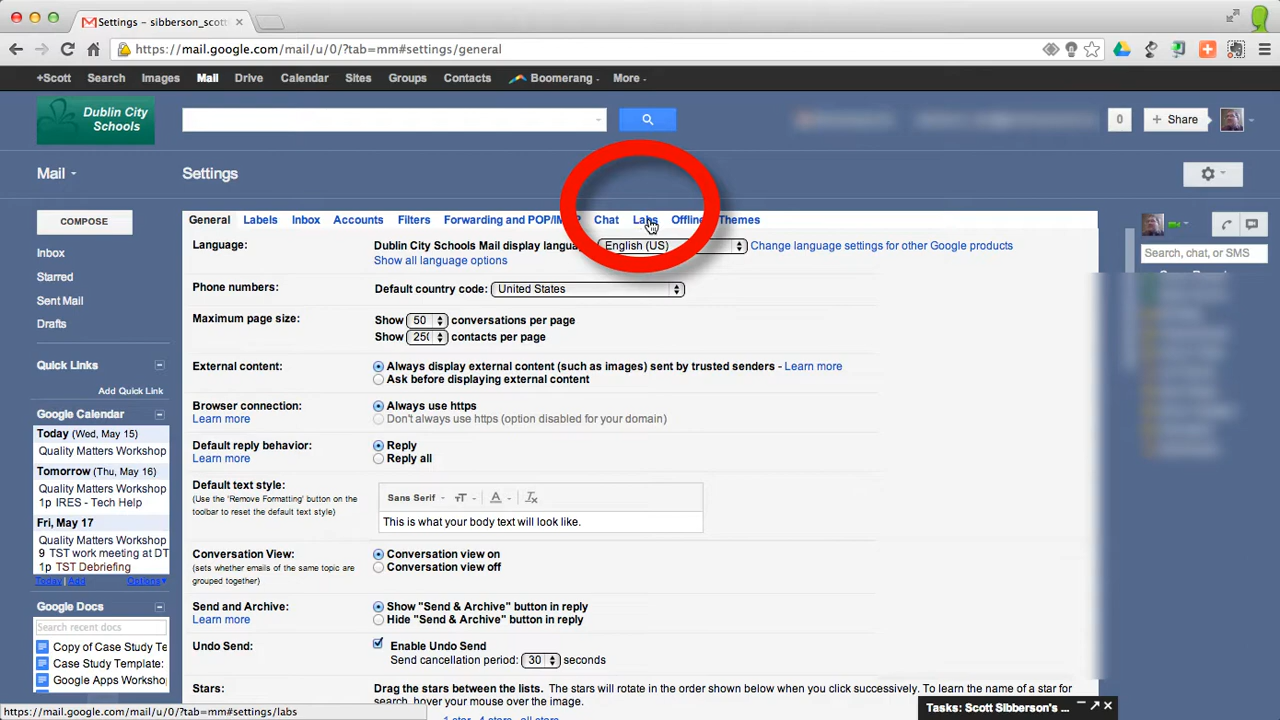 Settings – sibberson_scott
https://mail.google.com/mail/u/0/?tab=mm#settings/general
+Scott Search Images Mail Drive Calendar Sites Groups Contacts Boomerang More
Dublin City
Schools
0
+ Share
Mail
Settings
COMPOSE
General Labels Inbox Accounts Filters Forwarding and POP/IMAP Chat Labs Offline Themes
Language:
Dublin City Schools Mail display language: English (US) Change language settings for other Google products
Show all language options
Phone numbers:
Default country code: United States
Maximum page size:
Show 50 conversations per page
Show 250 contacts per page
External content:
Always display external content (such as images) sent by trusted senders - Learn more
Ask before displaying external content
Browser connection:
Learn more
Always use https
Don't always use https (option disabled for your domain)
Default reply behavior:
Learn more
Reply
Reply all
Default text style:
(Use the 'Remove Formatting' button on the
toolbar to reset the default text style)
Sans Serif
This is what your body text will look like.
Conversation View:
(sets whether emails of the same topic are
grouped together)
Conversation view on
Conversation view off
Send and Archive:
Learn more
Show "Send & Archive" button in reply
Hide "Send & Archive" button in reply
Undo Send:
Enable Undo Send
Send cancellation period: 30 seconds
Stars:
Drag the stars between the lists. The stars will rotate in the order shown below when you click successively. To learn the name of a star for
search, hover your mouse over the image.
1 star 4 stars all stars
Inbox
Starred
Sent Mail
Drafts
Quick Links
Add Quick Link
Google Calendar
Today (Wed, May 15)
Quality Matters Workshop
Tomorrow (Thu, May 16)
Quality Matters Workshop
1p IRES - Tech Help
Fri, May 17
Quality Matters Workshop
9 TST work meeting at DT
1p TST Debriefing
Today | Add Options
Google Docs
Search recent docs
Copy of Case Study Te
Case Study Template:
Google Apps Workshop
Search, chat, or SMS
https://mail.google.com/mail/u/0/?tab=mm#settings/labs
Tasks: Scott Sibberson's ...